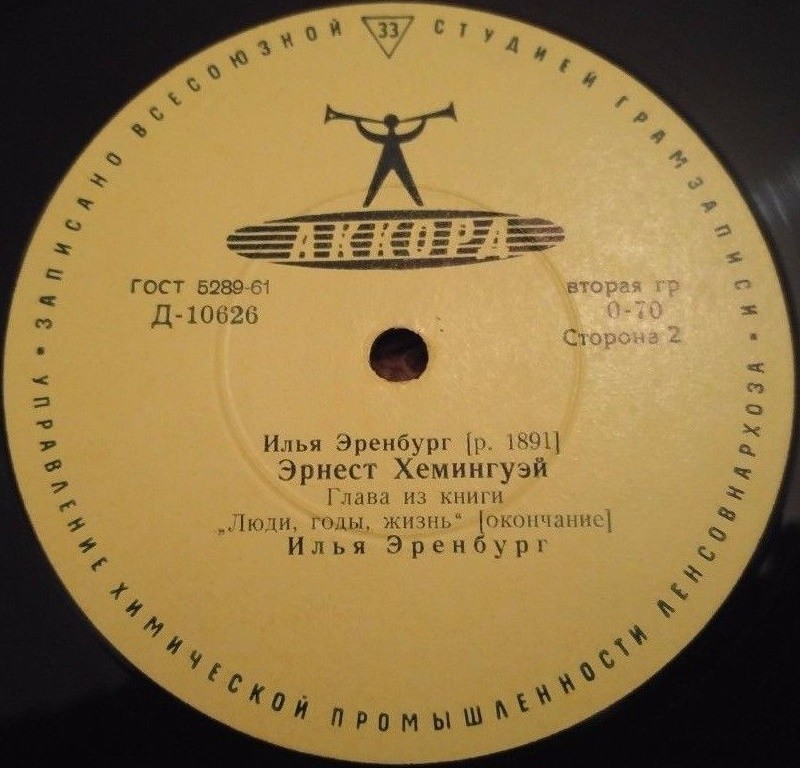 ЗАПИСАНО ВСЕСОЮЗНОЙ СТУДИЕЙ ГРАМЗАПИСИ
33
АККОРД
ГОСТ 5289-61
Д-10626
вторая гр
0-70
Сторона 2
Илья Эренбург [р. 1891]
Эрнест Хемингуэй
Глава из книги
„Люди, годы, жизнь“ [окончание]
Илья Эренбург
• УПРАВЛЕНИЕ ХИМИЧЕСКОЙ ПРОМЫШЛЕННОСТИ ЛЕНСОВНАРХОЗА •